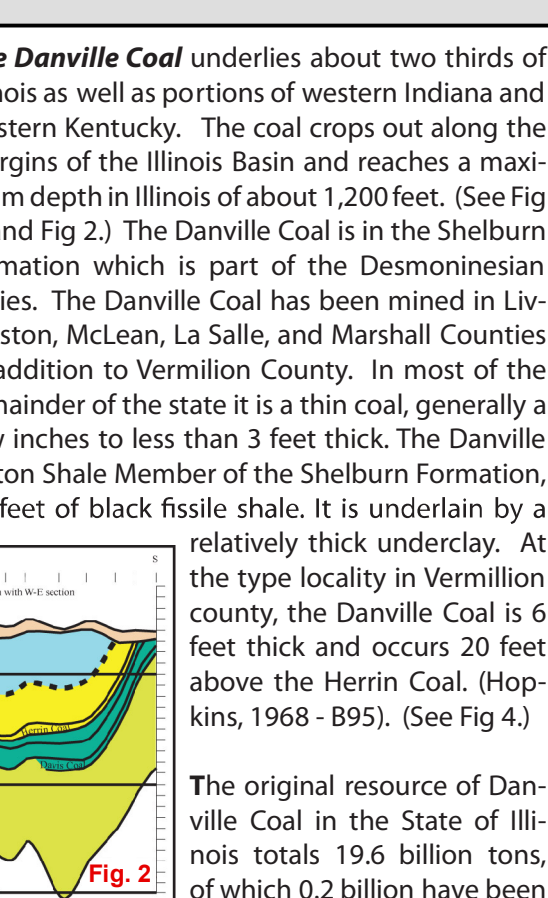 e Danville Coal underlies about two thirds of
inois as well as portions of western Indiana and
stern Kentucky. The coal crops out along the
rgins of the Illinois Basin and reaches a maxi-
m depth in Illinois of about 1,200 feet. (See Fig
and Fig 2.) The Danville Coal is in the Shelburn
mation which is part of the Desmoninesian
ies. The Danville Coal has been mined in Liv-
ston, McLean, La Salle, and Marshall Counties
addition to Vermilion County. In most of the
mainder of the state it is a thin coal, generally a
w inches to less than 3 feet thick. The Danville
ton Shale Member of the Shelburn Formation,
feet of black fissile shale. It is underlain by a
relatively thick underclay. At
the type locality in Vermillion
county, the Danville Coal is 6
feet thick and occurs 20 feet
above the Herrin Coal. (Hop-
kins, 1968 - B95). (See Fig 4.)
The original resource of Dan-
ville Coal in the State of Illi-
nois totals 19.6 billion tons,
of which 0.2 billion have been
S
with W-E section
Herrin Coal
Davis Coal
Fig. 2